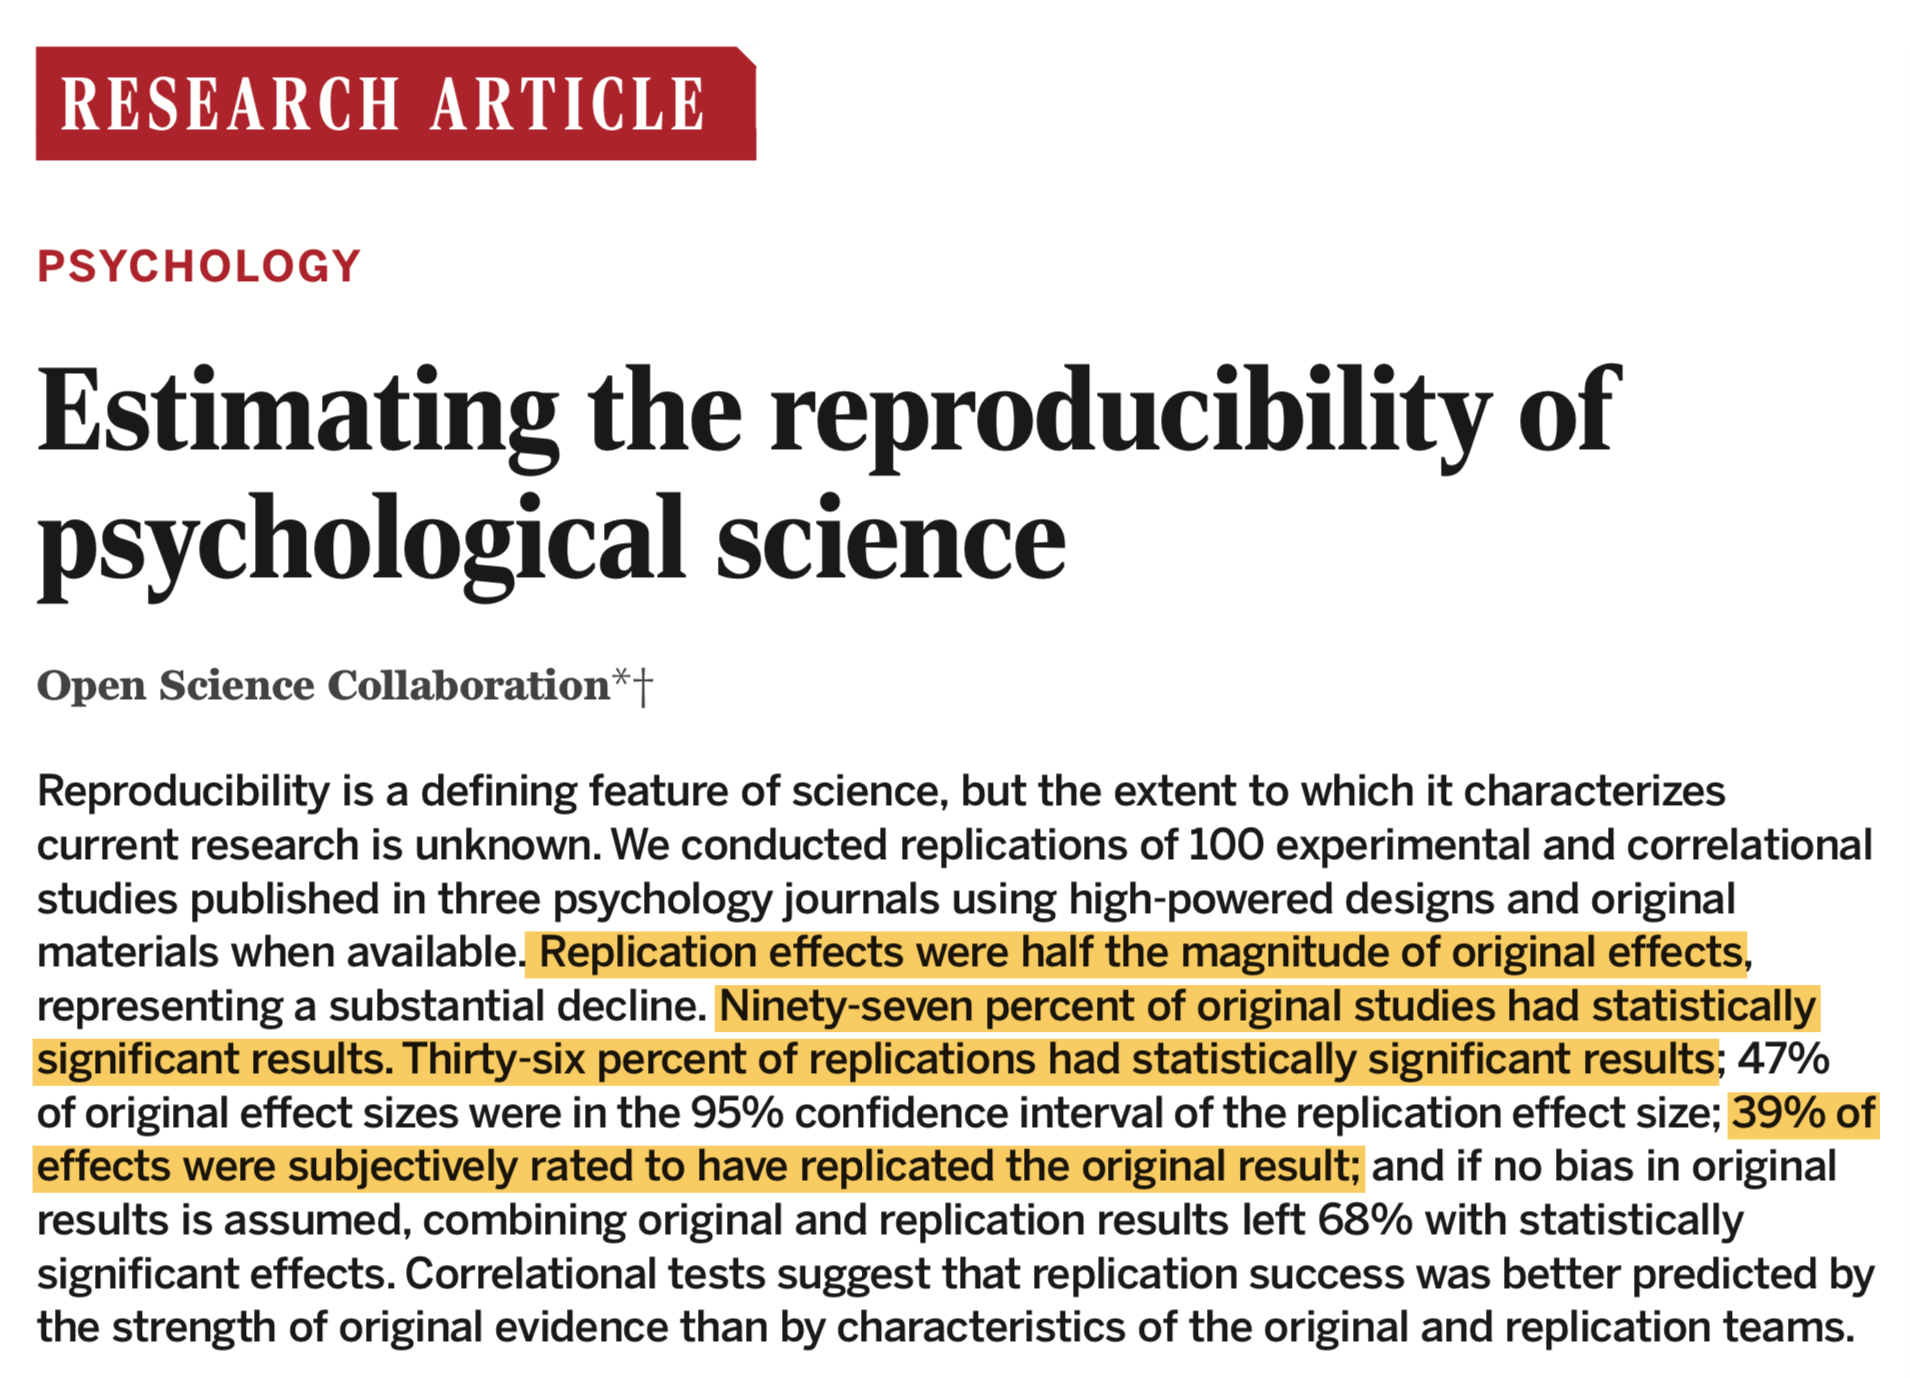 RESEARCH ARTICLE
PSYCHOLOGY
Estimating the reproducibility of
psychological science
Open Science Collaboration*†
Reproducibility is a defining feature of science, but the extent to which it characterizes
current research is unknown. We conducted replications of 100 experimental and correlational
studies published in three psychology journals using high-powered designs and original
materials when available. Replication effects were half the magnitude of original effects,
representing a substantial decline. Ninety-seven percent of original studies had statistically
significant results. Thirty-six percent of replications had statistically significant results; 47%
of original effect sizes were in the 95% confidence interval of the replication effect size; 39% of
effects were subjectively rated to have replicated the original result; and if no bias in original
results is assumed, combining original and replication results left 68% with statistically
significant effects. Correlational tests suggest that replication success was better predicted by
the strength of original evidence than by characteristics of the original and replication teams.